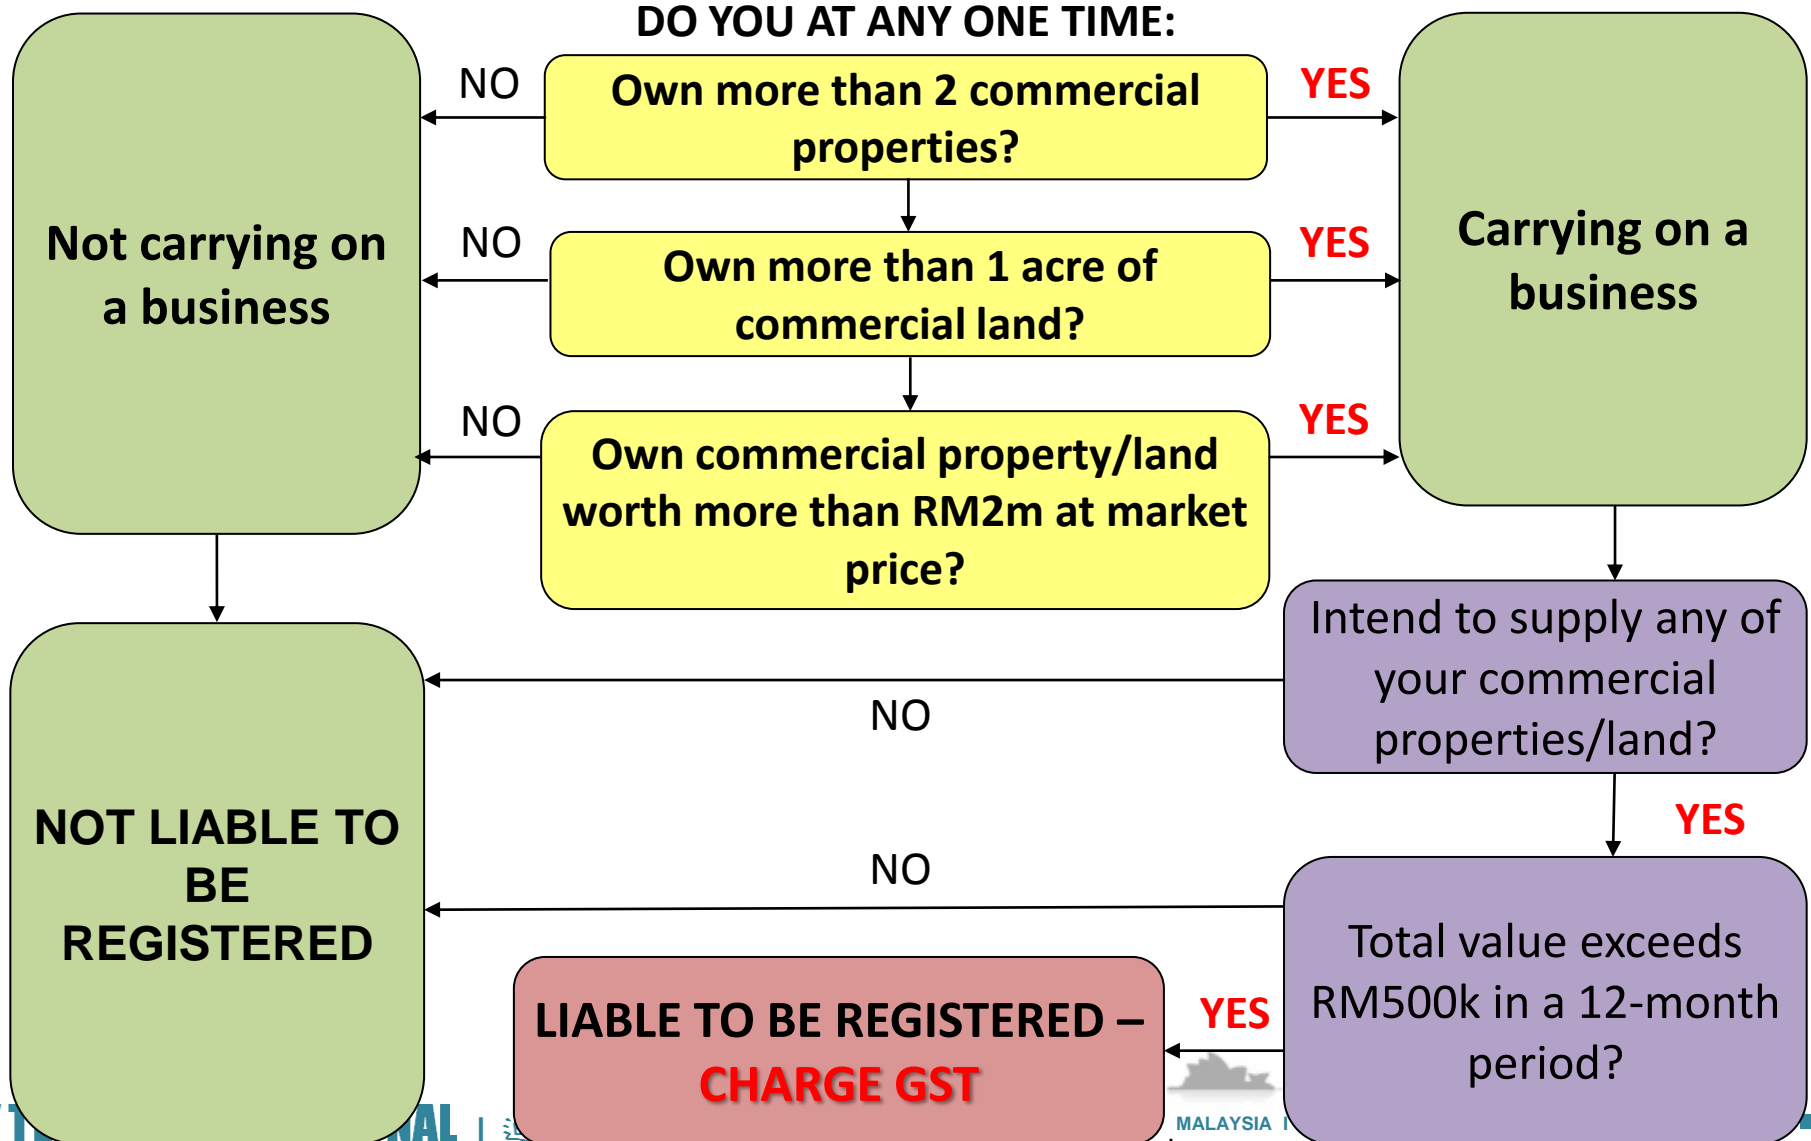 DO YOU AT ANY ONE TIME:
NO
Own more than 2 commercial
properties?
YES
Not carrying on
a business
NO
Own more than 1 acre of
commercial land?
YES
Carrying on a
business
NO
Own commercial property/land
worth more than RM2m at market
price?
YES
Intend to supply any of
your commercial
properties/land?
NO
YES
NOT LIABLE TO
BE
REGISTERED
NO
Total value exceeds
RM500k in a 12-month
period?
YES
LIABLE TO BE REGISTERED –
CHARGE GST
MALAYSIA